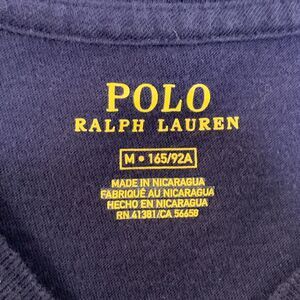 POLO
RALPH LAUREN
M • 165/92A
MADE IN NICARAGUA
FABRIQUÉ AU NICARAGUA
HECHO EN NICARAGUA
RN 41381/CA 56658